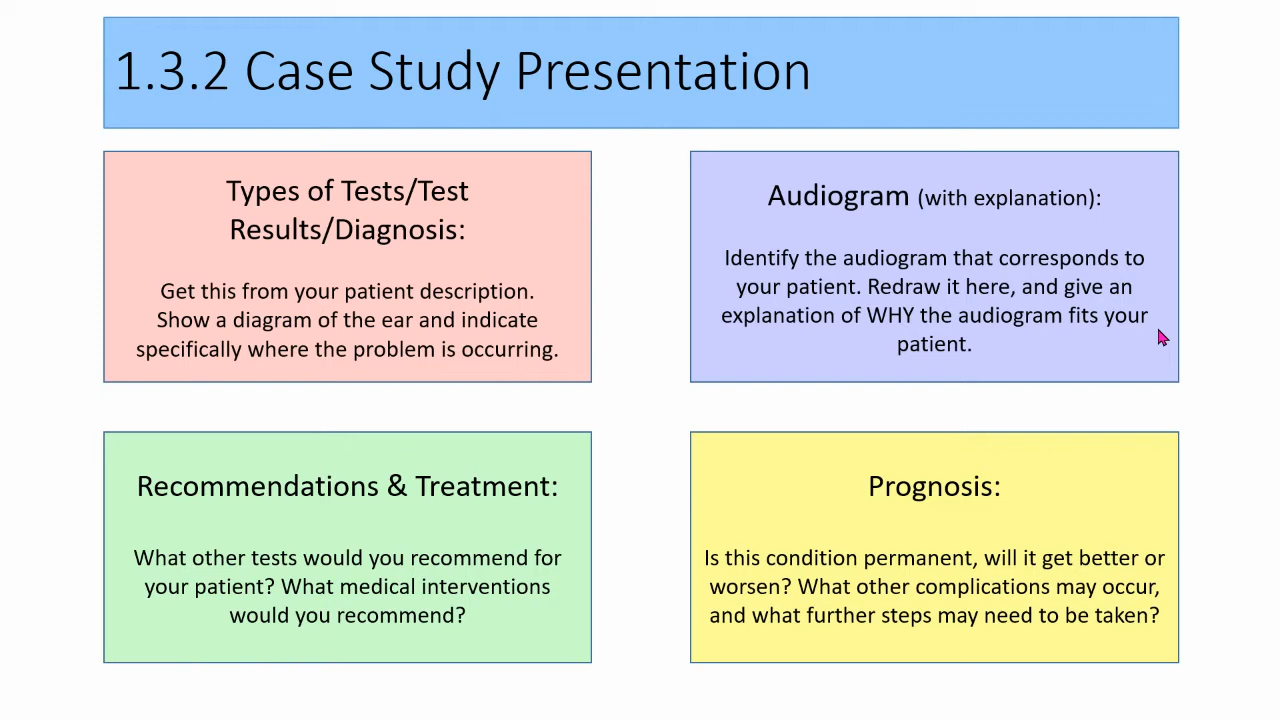 1.3.2 Case Study Presentation
Types of Tests/Test
Results/Diagnosis:
Get this from your patient description.
Show a diagram of the ear and indicate
specifically where the problem is occurring.
Audiogram (with explanation):
Identify the audiogram that corresponds to
your patient. Redraw it here, and give an
explanation of WHY the audiogram fits your
patient.
Recommendations & Treatment:
What other tests would you recommend for
your patient? What medical interventions
would you recommend?
Prognosis:
Is this condition permanent, will it get better or
worsen? What other complications may occur,
and what further steps may need to be taken?